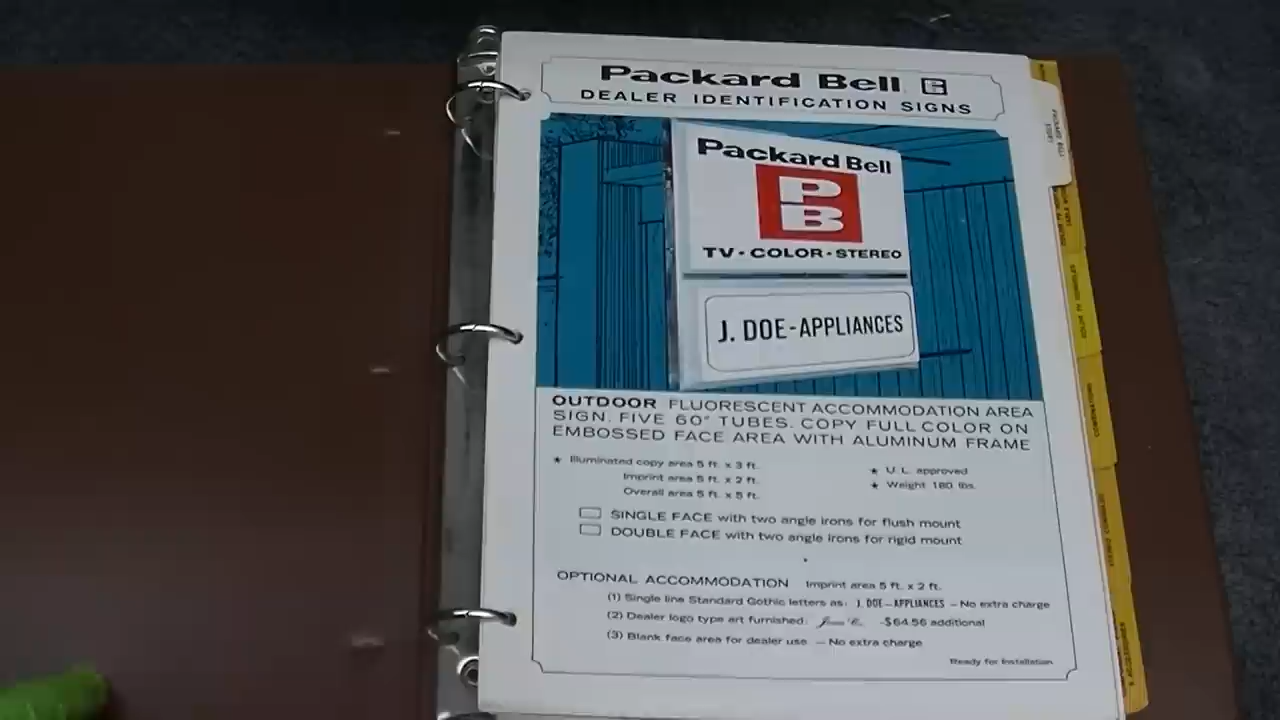 Packard Bell PB
DEALER IDENTIFICATION SIGNS
Packard Bell
P
B
TV • COLOR • STEREO
J. DOE-APPLIANCES
OUTDOOR FLUORESCENT ACCOMMODATION AREA
SIGN. FIVE 60" TUBES. COPY FULL COLOR ON
EMBOSSED FACE AREA WITH ALUMINUM FRAME
★ Illuminated copy area 5 ft. x 3 ft.
Imprint area 5 ft. x 2 ft.
Overall area 5 ft. x 5 ft.
★ U.L. approved
★ Weight 180 lbs.
SINGLE FACE with two angle irons for flush mount
DOUBLE FACE with two angle irons for rigid mount
OPTIONAL ACCOMMODATION Imprint area 5 ft. x 2 ft.
(1) Single line Standard Gothic letters as: J. DOE-APPLIANCES – No extra charge
(2) Dealer logo type art furnished: -$64.56 additional
(3) Blank face area for dealer use – No extra charge
Ready for Installation
PACKARD BELL
COMBINATIONS
STEREO CONSOLES